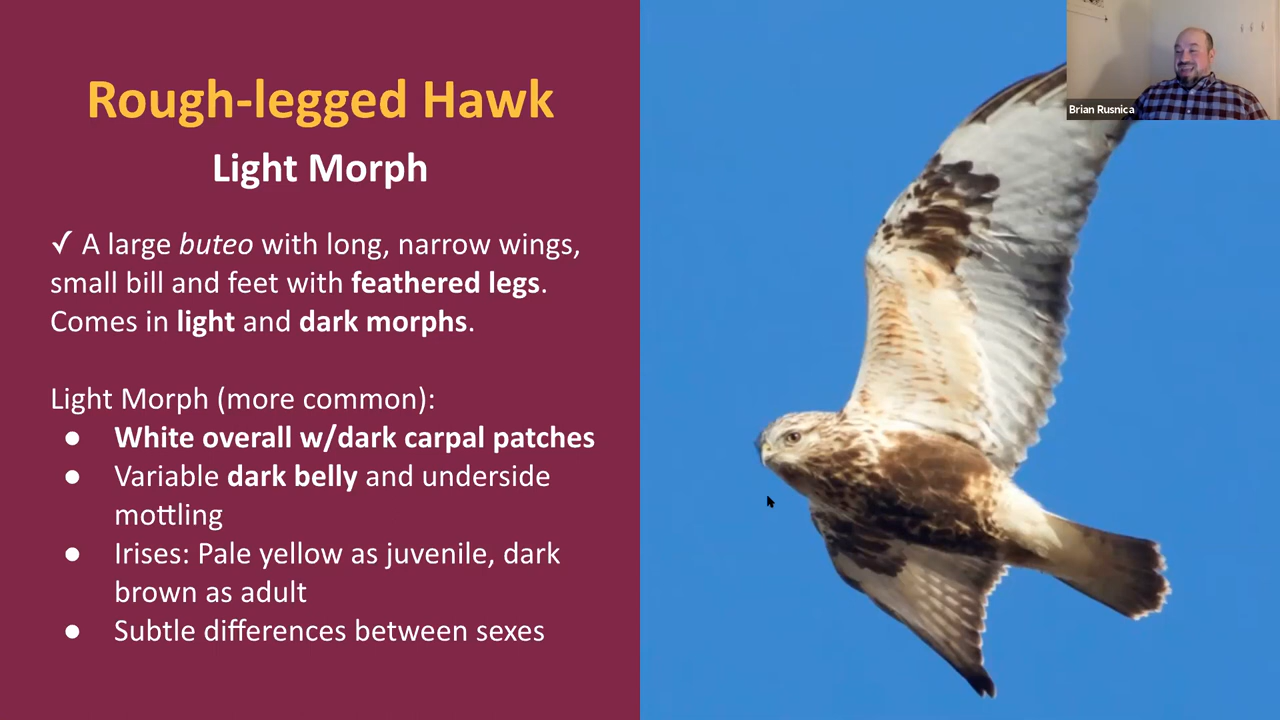 Rough-legged Hawk
Light Morph
✓ A large buteo with long, narrow wings,
small bill and feet with feathered legs.
Comes in light and dark morphs.
Light Morph (more common):
● White overall w/dark carpal patches
● Variable dark belly and underside
mottling
● Irises: Pale yellow as juvenile, dark
brown as adult
● Subtle differences between sexes
Brian Rusnica